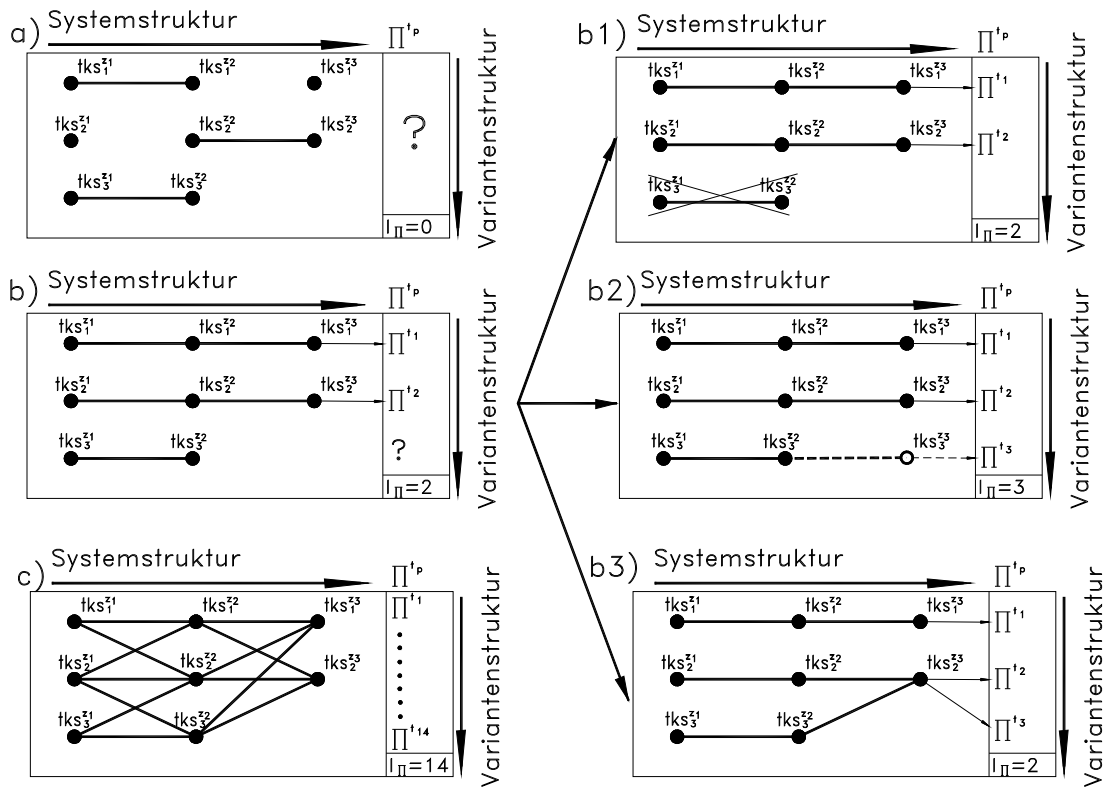 a) Systemstruktur ∏^tp
tks₁^z1 tks₁^z2 tks₁^z3
tks₂^z1 tks₂^z2 tks₂^z3
?
tks₃^z1 tks₃^z2
I_∏=0
Variantenstruktur
b) Systemstruktur ∏^tp
tks₁^z1 tks₁^z2 tks₁^z3 ∏^t1
tks₂^z1 tks₂^z2 tks₂^z3 ∏^t2
tks₃^z1 tks₃^z2 ?
I_∏=2
Variantenstruktur
c) Systemstruktur ∏^tp
tks₁^z1 tks₁^z2 tks₁^z3 ∏^t1
tks₂^z1 tks₂^z2 tks₂^z3
tks₃^z1 tks₃^z2 ∏^t14
I_∏=14
Variantenstruktur
b1) Systemstruktur ∏^tp
tks₁^z1 tks₁^z2 tks₁^z3 ∏^t1
tks₂^z1 tks₂^z2 tks₂^z3 ∏^t2
tks₃^z1 tks₃^z2
I_∏=2
Variantenstruktur
b2) Systemstruktur ∏^tp
tks₁^z1 tks₁^z2 tks₁^z3 ∏^t1
tks₂^z1 tks₂^z2 tks₂^z3 ∏^t2
tks₃^z1 tks₃^z2 tks₃^z3 ∏^t3
I_∏=3
Variantenstruktur
b3) Systemstruktur ∏^tp
tks₁^z1 tks₁^z2 tks₁^z3 ∏^t1
tks₂^z1 tks₂^z2 tks₂^z3 ∏^t2
tks₃^z1 tks₃^z2 ∏^t3
I_∏=2
Variantenstruktur